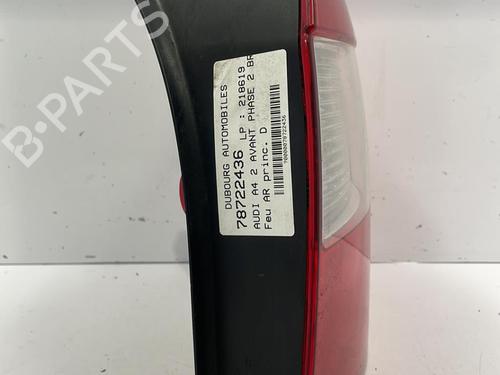 DUBOURG AUTOMOBILES
78722436 LP : 218619
AUDI A4 2 AVANT PHASE 2 BR
Feu AR princ. D
B-PARTS